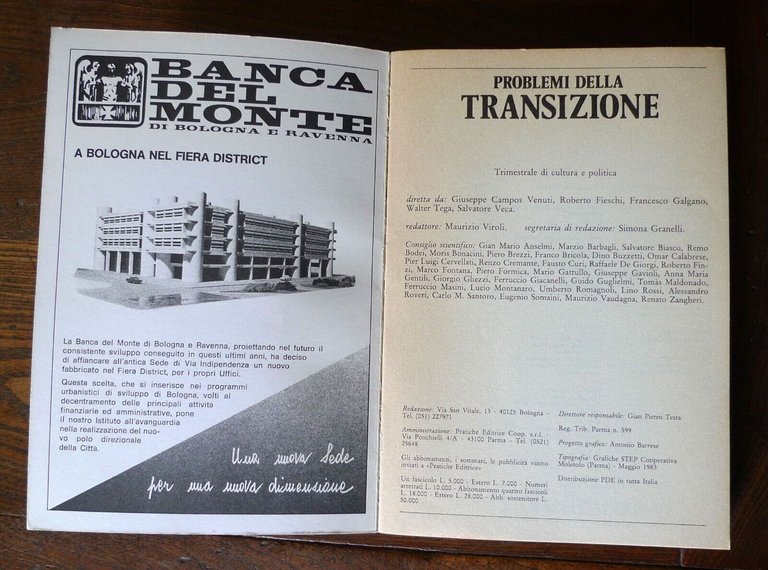 BANCA
DEL
MONTE
DI BOLOGNA E RAVENNA
A BOLOGNA NEL FIERA DISTRICT
La Banca del Monte di Bologna e Ravenna, proiettando nel futuro il
consistente sviluppo conseguito in questi ultimi anni, ha deciso
di affiancare all'antica Sede di Via Indipendenza un nuovo
fabbricato nel Fiera District, per i propri Uffici.
Questa scelta, che si inserisce nei programmi
urbanistici di sviluppo di Bologna, volti al
decentramento delle principali attività
finanziarie ed amministrative, pone
il nostro Istituto all'avanguardia
nella realizzazione del nuo-
vo polo direzionale
della Città.
Una nuova Sede
per una nuova dimensione
PROBLEMI DELLA
TRANSIZIONE
Trimestrale di cultura e politica
diretta da: Giuseppe Campos Venuti, Roberto Fieschi, Francesco Galgano,
Walter Tega, Salvatore Veca.
redattore: Maurizio Viroli. segretaria di redazione: Simona Granelli.
Consiglio scientifico: Gian Mario Anselmi, Marzio Barbagli, Salvatore Biasco, Remo
Bodei, Moris Bonacini, Piero Brezzi, Franco Bricola, Dino Buzzetti, Omar Calabrese,
Pier Luigi Cervellati, Renzo Cremante, Fausto Curi, Raffaele De Giorgi, Roberto Fin-
zi, Marco Fontana, Piero Formica, Mario Gattullo, Giuseppe Gavioli, Anna Maria
Gentili, Giorgio Ghezzi, Ferruccio Giacanelli, Guido Guglielmi, Tomàs Maldonado,
Ferruccio Masini, Lucio Montanaro, Umberto Romagnoli, Lino Rossi, Alessandro
Roveri, Carlo M. Santoro, Eugenio Somaini, Maurizio Vaudagna, Renato Zangheri.
Redazione: Via San Vitale, 13 - 40125 Bologna -
Tel. (051) 227971
Amministrazione: Pratiche Editrice Coop. s.r.l. -
Via Ponchielli 4/A - 43100 Parma - Tel. (0521)
25648
Gli abbonamenti, i sommari, le pubblicità vanno
inviati a «Pratiche Editrice»
Un fascicolo L. 5.000 - Estero L. 7.000 - Numeri
arretrati L. 10.000 - Abbonamento quattro fascicoli
L. 18.000 - Estero L. 28.000 - Abb. sostenitore L.
50.000
Direttore responsabile: Gian Pietro Testa
Reg. Trib. Parma n. 599
Progetto grafico: Antonio Barrese
Tipografia: Grafiche STEP Cooperativa
Moletolo (Parma) - Maggio 1983
Distribuzione PDE in tutta Italia